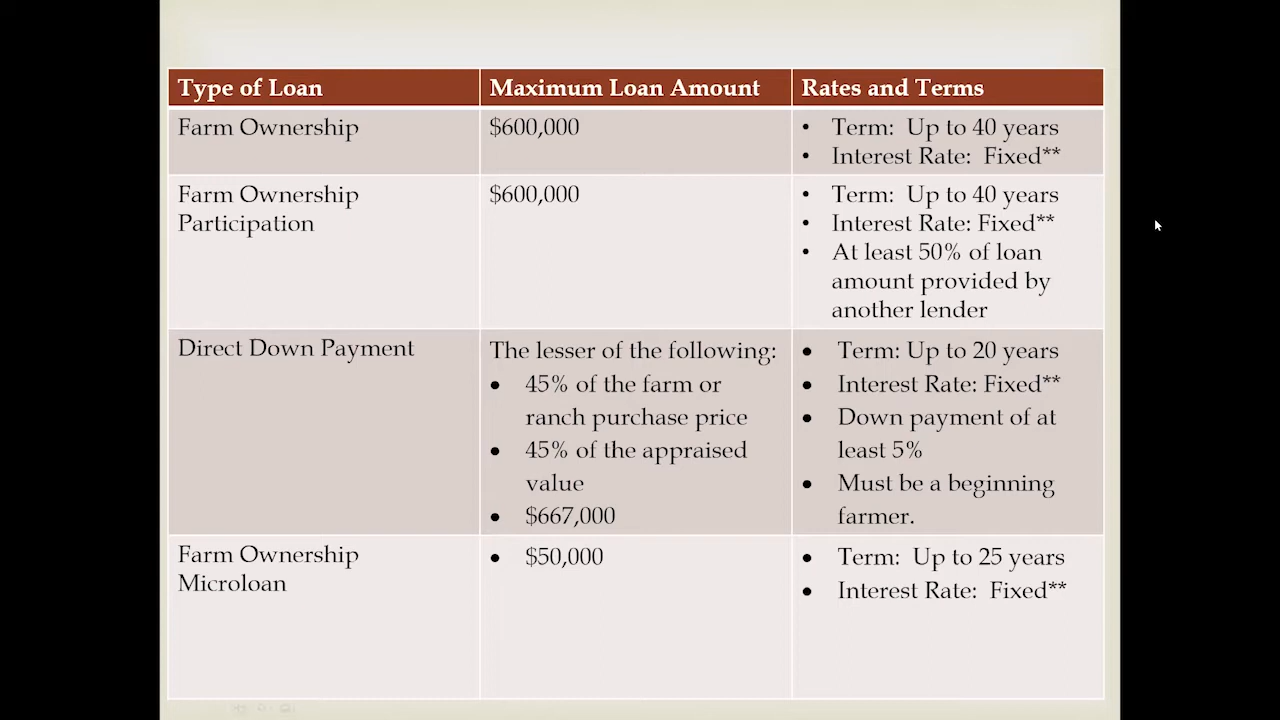 Type of Loan
Maximum Loan Amount
Rates and Terms
Farm Ownership
$600,000
• Term: Up to 40 years
• Interest Rate: Fixed**
Farm Ownership
Participation
$600,000
• Term: Up to 40 years
• Interest Rate: Fixed**
• At least 50% of loan
amount provided by
another lender
Direct Down Payment
The lesser of the following:
• 45% of the farm or
ranch purchase price
• 45% of the appraised
value
• $667,000
• Term: Up to 20 years
• Interest Rate: Fixed**
• Down payment of at
least 5%
• Must be a beginning
farmer.
Farm Ownership
Microloan
• $50,000
• Term: Up to 25 years
• Interest Rate: Fixed**